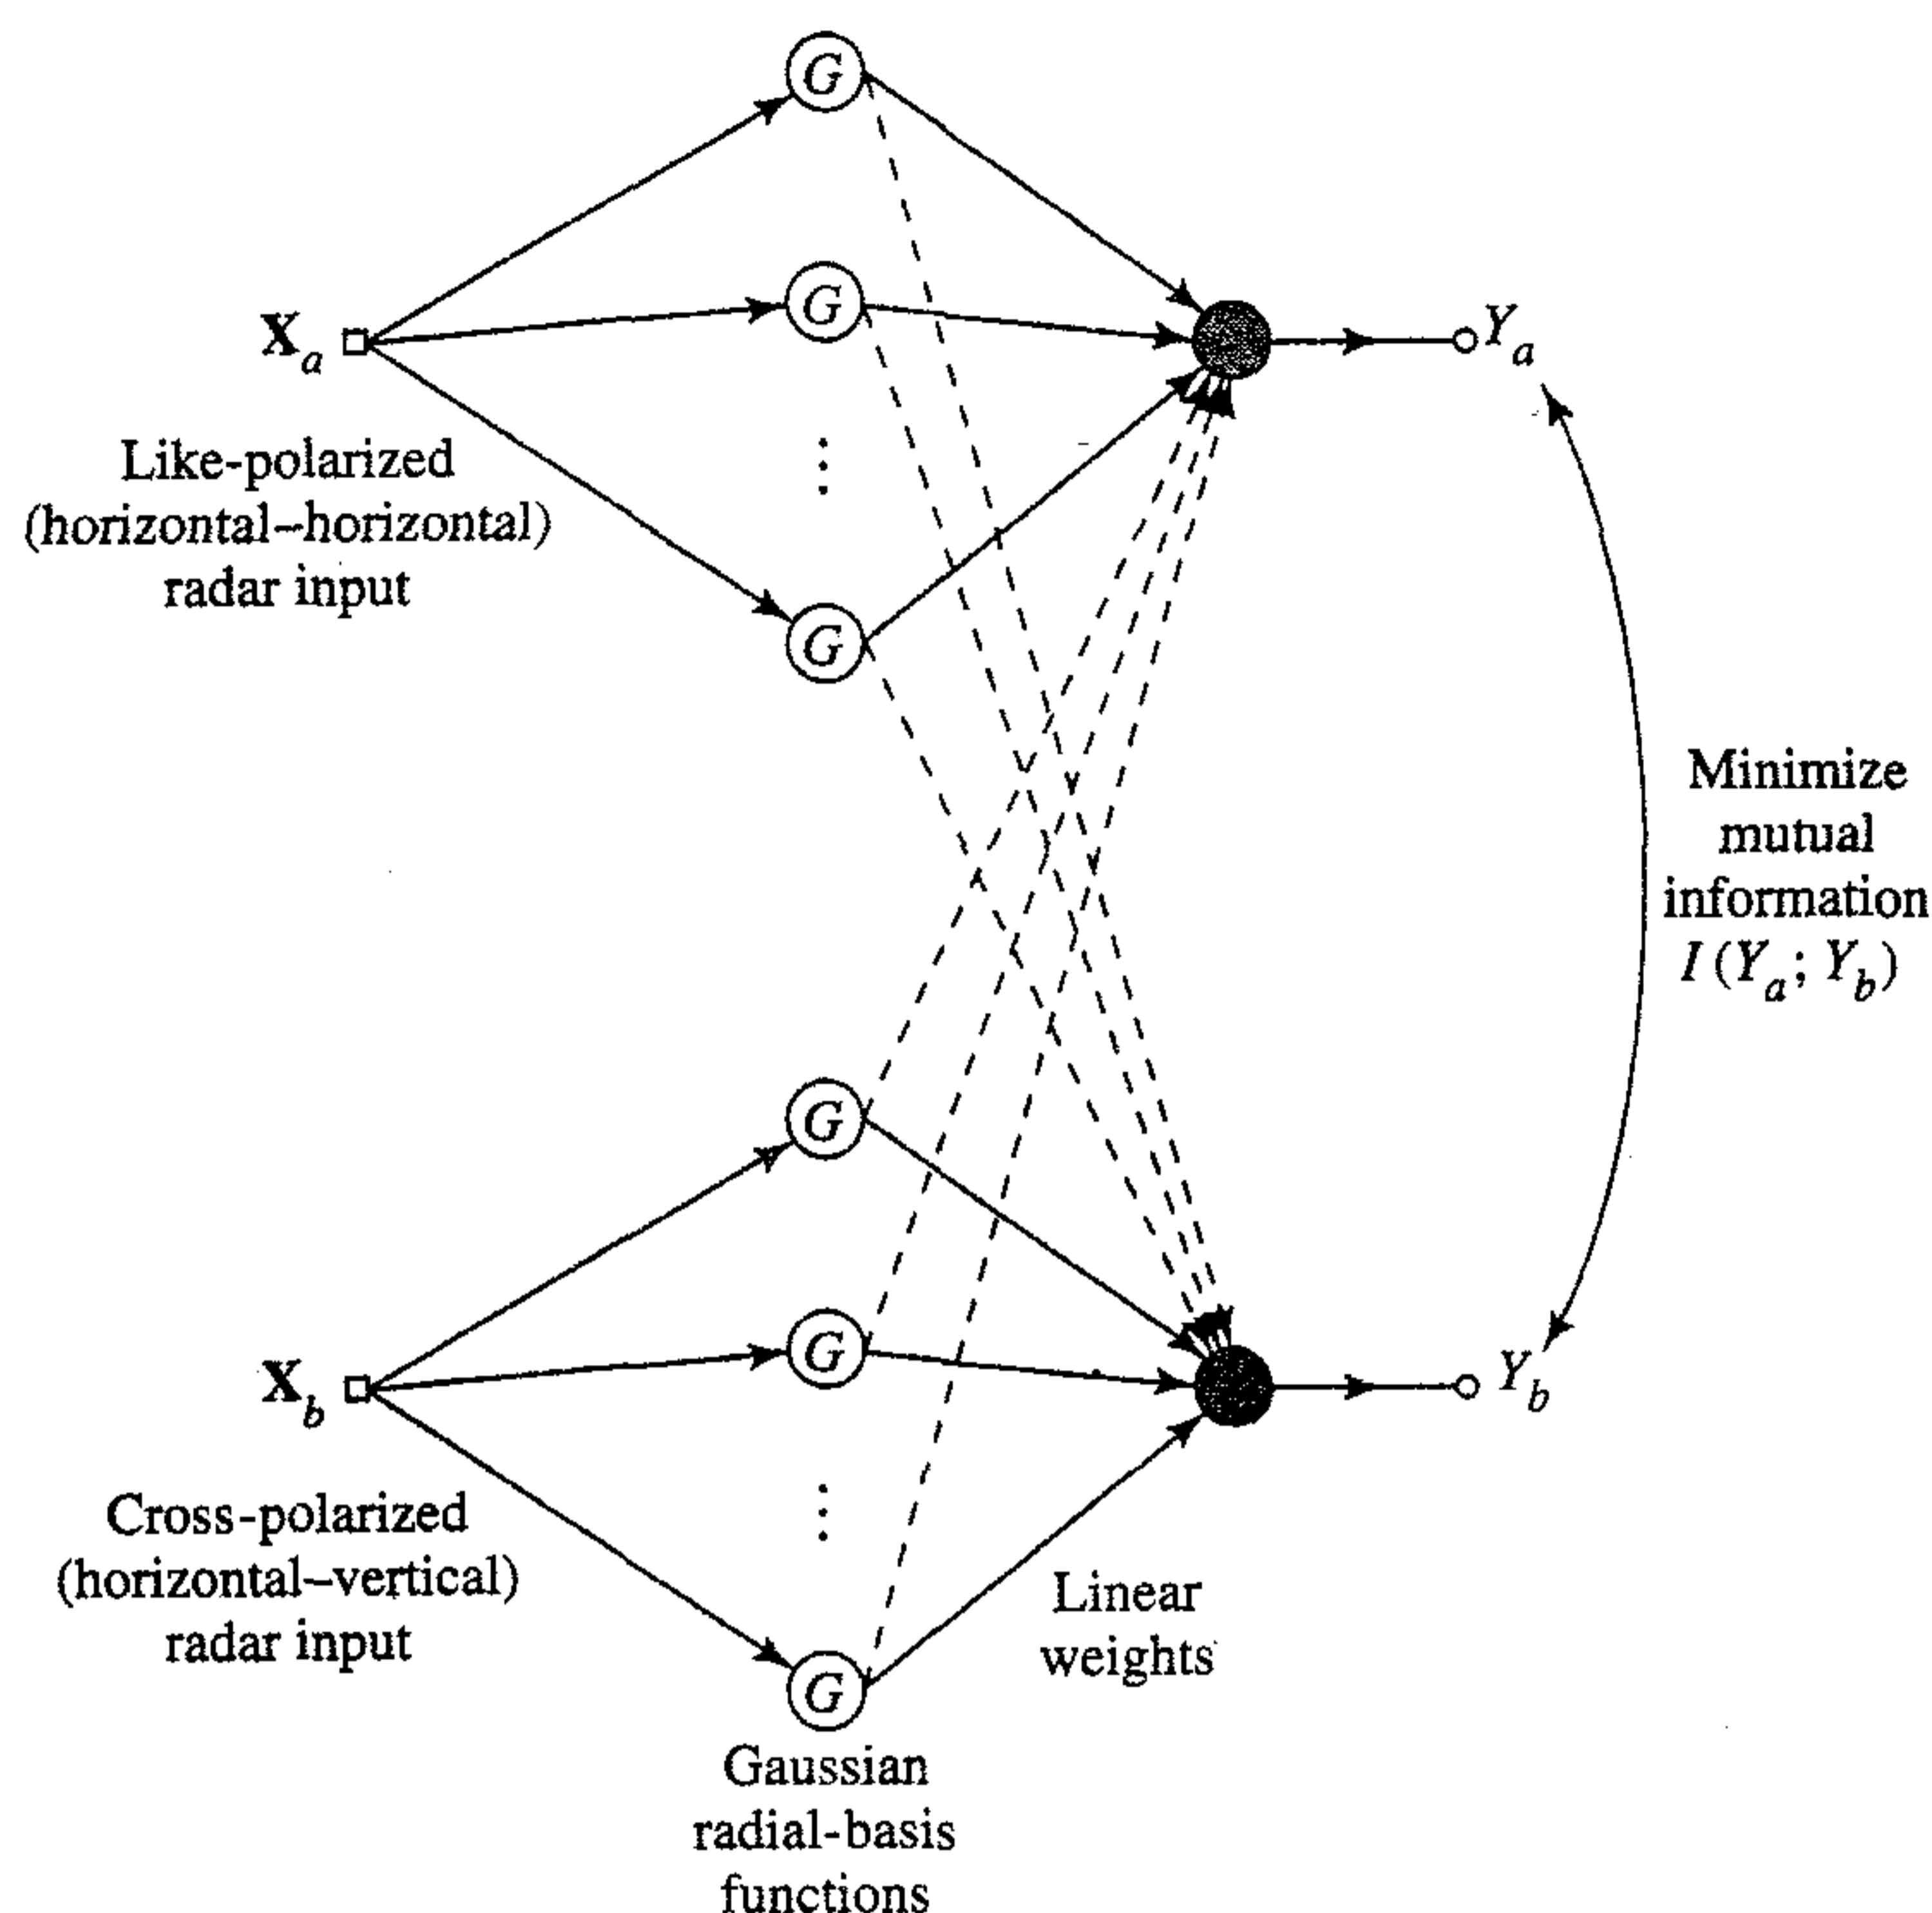 G
G
X_a
Y_a
Like-polarized
(horizontal–horizontal)
radar input
⋮
G
Minimize
mutual
information
I (Y_a; Y_b)
G
G
X_b
Y_b
Cross-polarized
(horizontal–vertical)
radar input
⋮
Linear
weights
G
Gaussian
radial-basis
functions